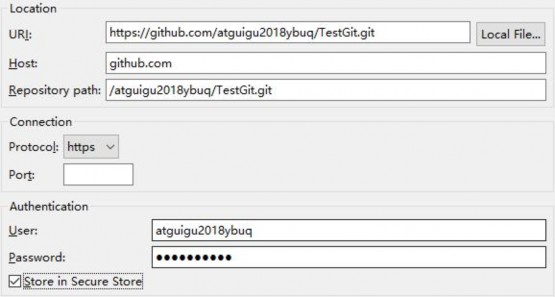 Location
URI: https://github.com/atguigu2018ybuq/TestGit.git Local File...
Host: github.com
Repository path: /atguigu2018ybuq/TestGit.git
Connection
Protocol: https
Port:
Authentication
User: atguigu2018ybuq
Password: ●●●●●●●●●●
Store in Secure Store